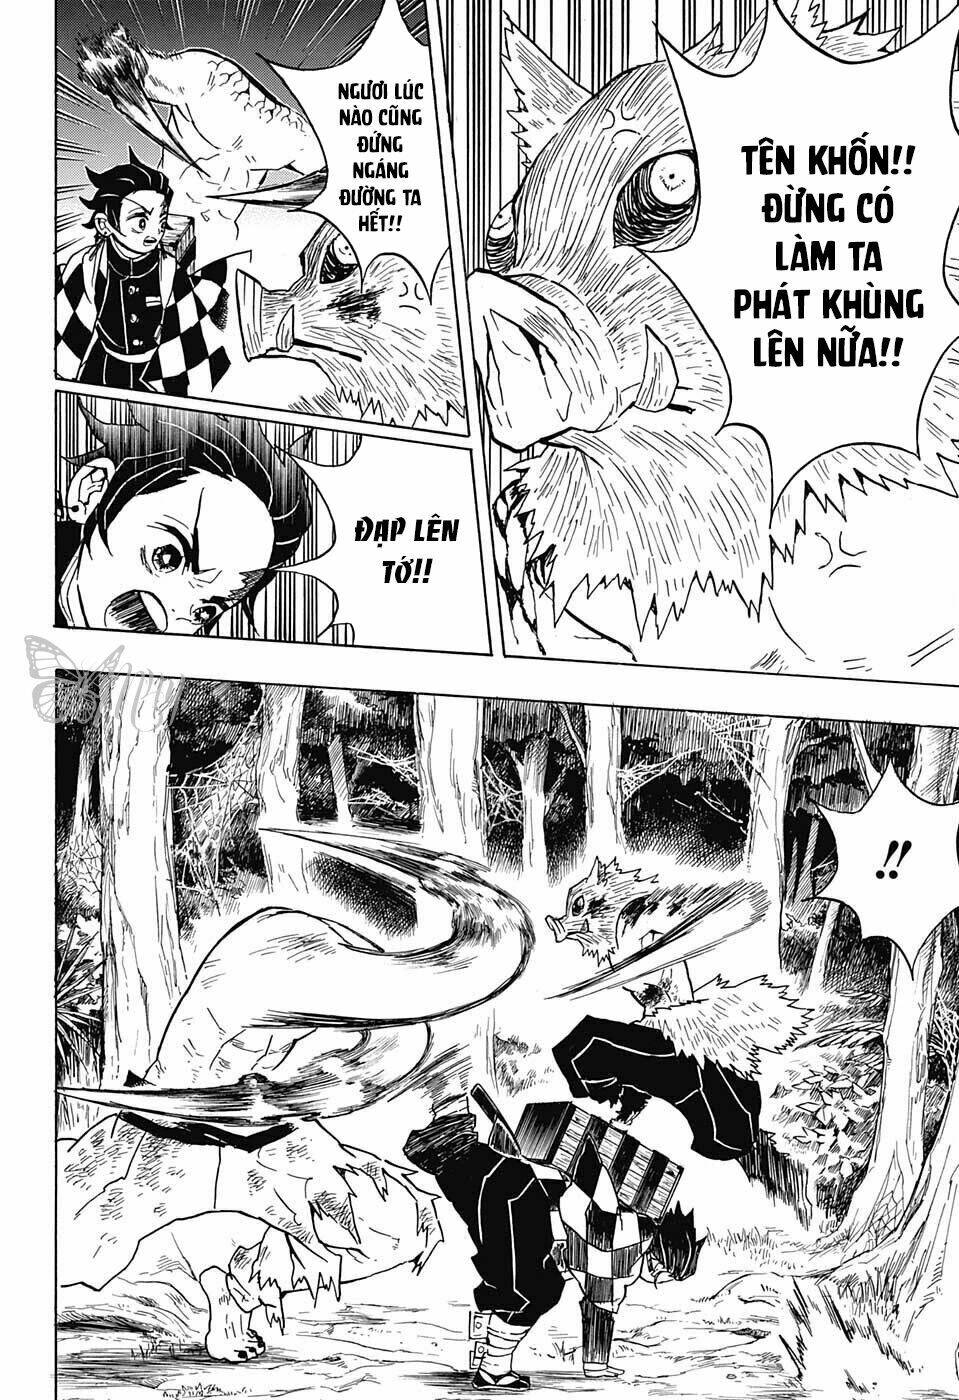 TÊN KHỐN!!
ĐỪNG CÓ
LÀM TA
PHÁT KHÙNG
LÊN NỮA!!
NGƯƠI LÚC
NÀO CŨNG
ĐỨNG
NGÁNG
ĐƯỜNG TA
HẾT!!
ĐẠP LÊN
TỚ!!
!!